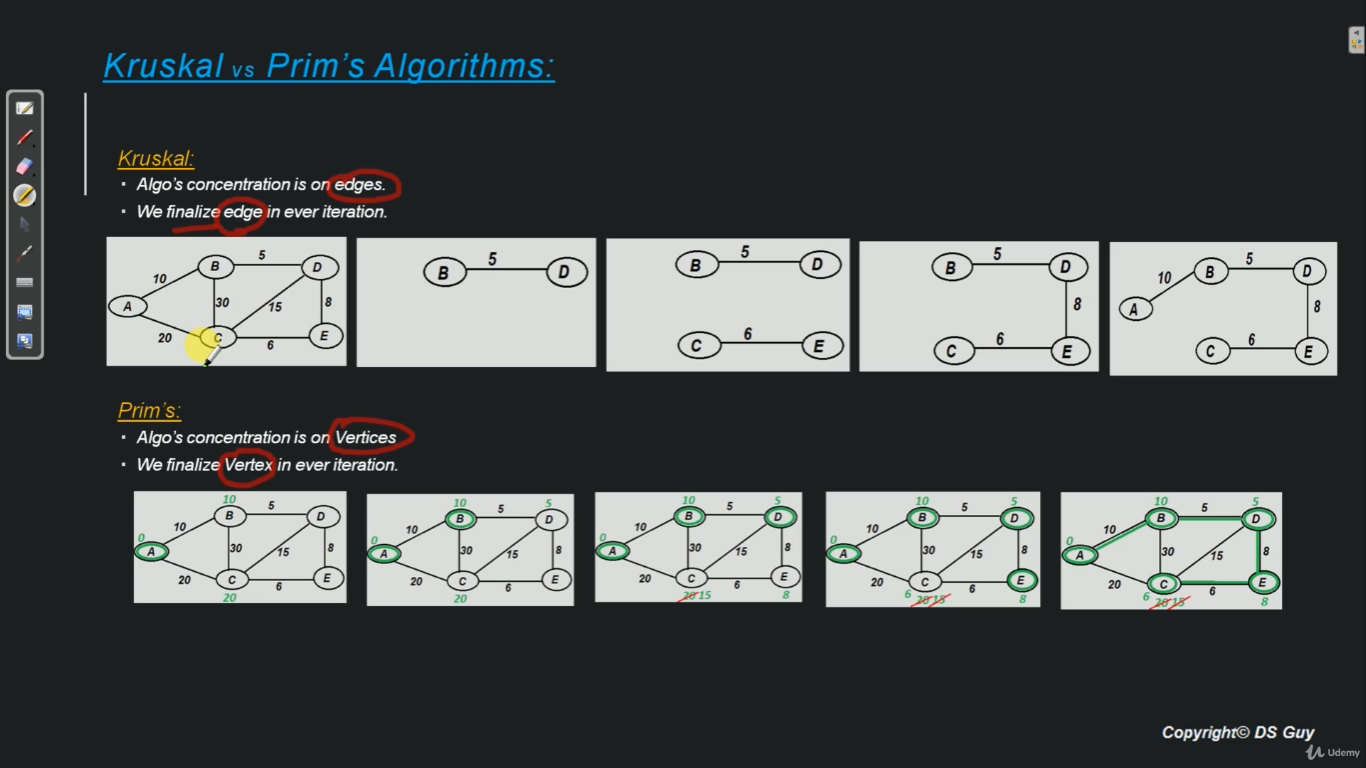 Kruskal vs Prim's Algorithms:
Kruskal:
· Algo's concentration is on edges.
· We finalize edge in ever iteration.
A B C D E 10 5 30 15 8 20 6
B 5 D
B 5 D C 6 E
B 5 D 8 C 6 E
A 10 B 5 D 8 C 6 E
Prim's:
· Algo's concentration is on Vertices
· We finalize Vertex in ever iteration.
0 A 10 10 B 5 D 30 15 8 20 C 6 E 20
0 A 10 10 B 5 5 D 30 15 8 20 C 6 E 20
0 A 10 10 B 5 5 D 30 15 8 20 C 6 E 20 15 8
0 A 10 10 B 5 5 D 30 15 8 20 C 6 E 6 20 15 8
0 A 10 10 B 5 5 D 30 15 8 20 C 6 E 6 20 15 8
Copyright© DS Guy
Udemy